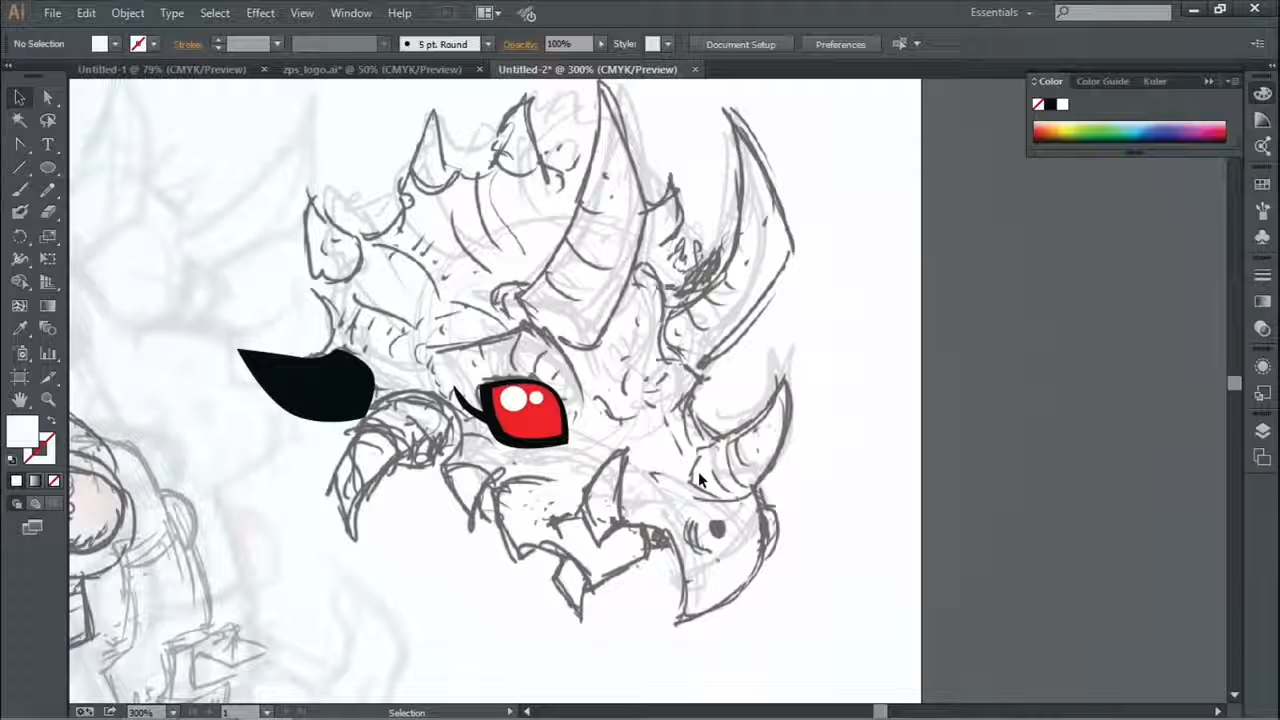 Ai File Edit Object Type Select Effect View Window Help Essentials
No Selection Stroke: 5 pt. Round Opacity: 100% Style: Document Setup Preferences
Untitled-1 @ 79% (CMYK/Preview) × zps_logo.ai* @ 50% (CMYK/Preview) × Untitled-2* @ 300% (CMYK/Preview) ×
Color Color Guide Kuler
300% 1 Selection